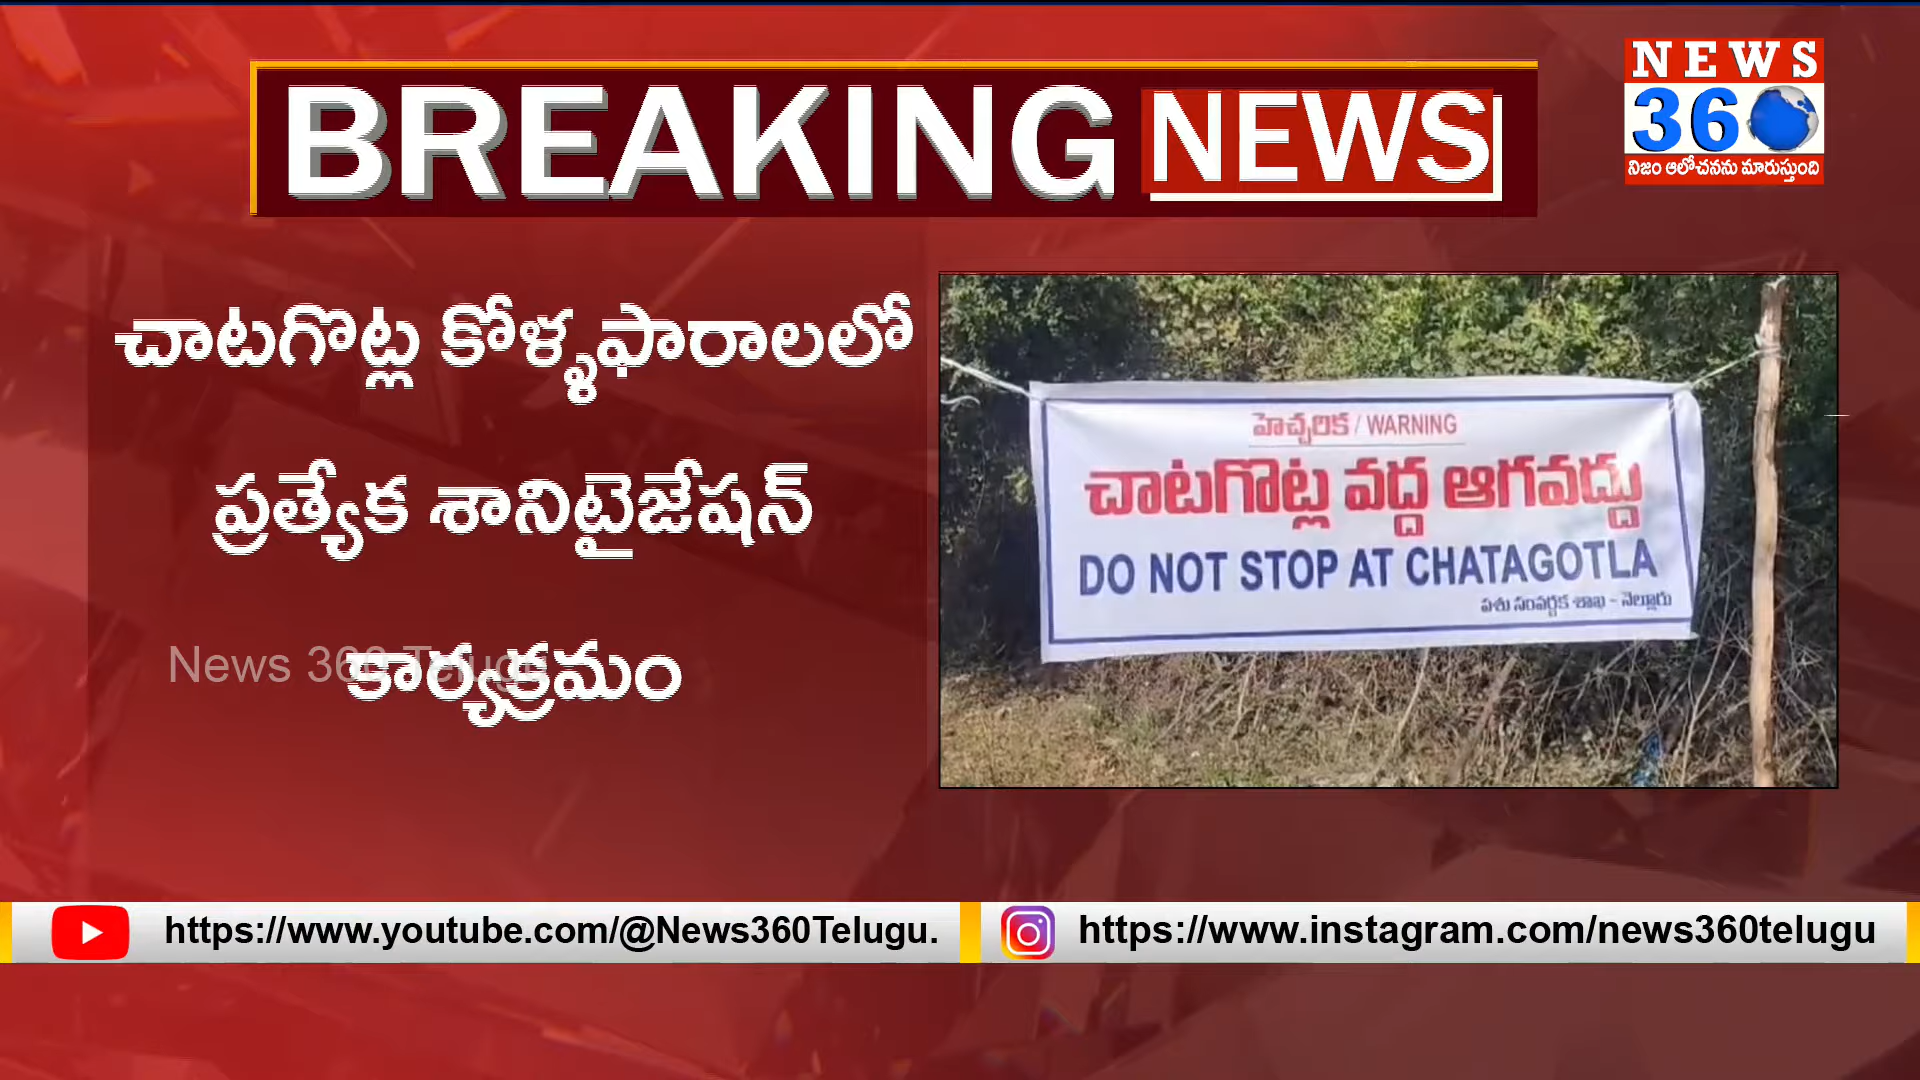 BREAKING NEWS
NEWS
360
నిజం ఆలోచనను మారుస్తుంది
చాటగొట్ల కోళ్ళఫారాలలో
ప్రత్యేక శానిటైజేషన్
కార్యక్రమం
News 360 Telugu
హెచ్చరిక / WARNING
చాటగొట్ల వద్ద ఆగవద్దు
DO NOT STOP AT CHATAGOTLA
పశు సంవర్ధక శాఖ - నెల్లూరు
https://www.youtube.com/@News360Telugu.
https://www.instagram.com/news360telugu